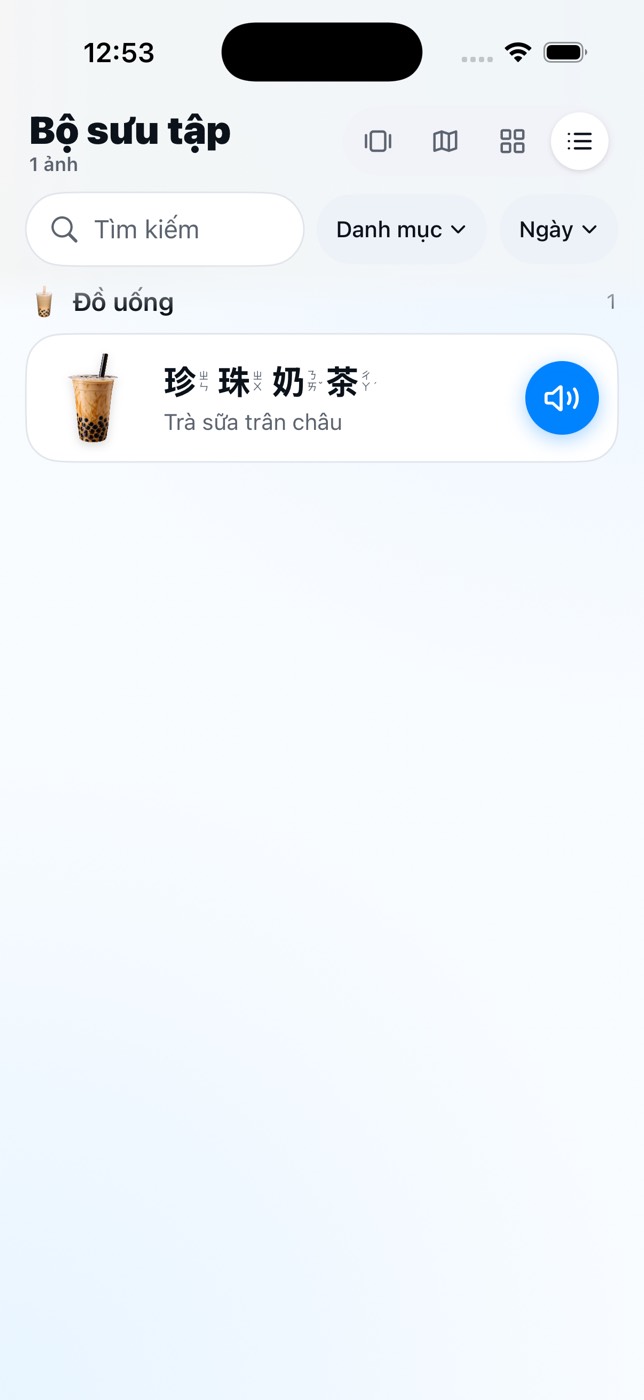 12:53
Bộ sưu tập
1 ảnh
Tìm kiếm
Danh mục
Ngày
Đồ uống
1
珍ㄓㄣ珠ㄓㄨ奶ㄋㄞˇ茶ㄔㄚˊ
Trà sữa trân châu